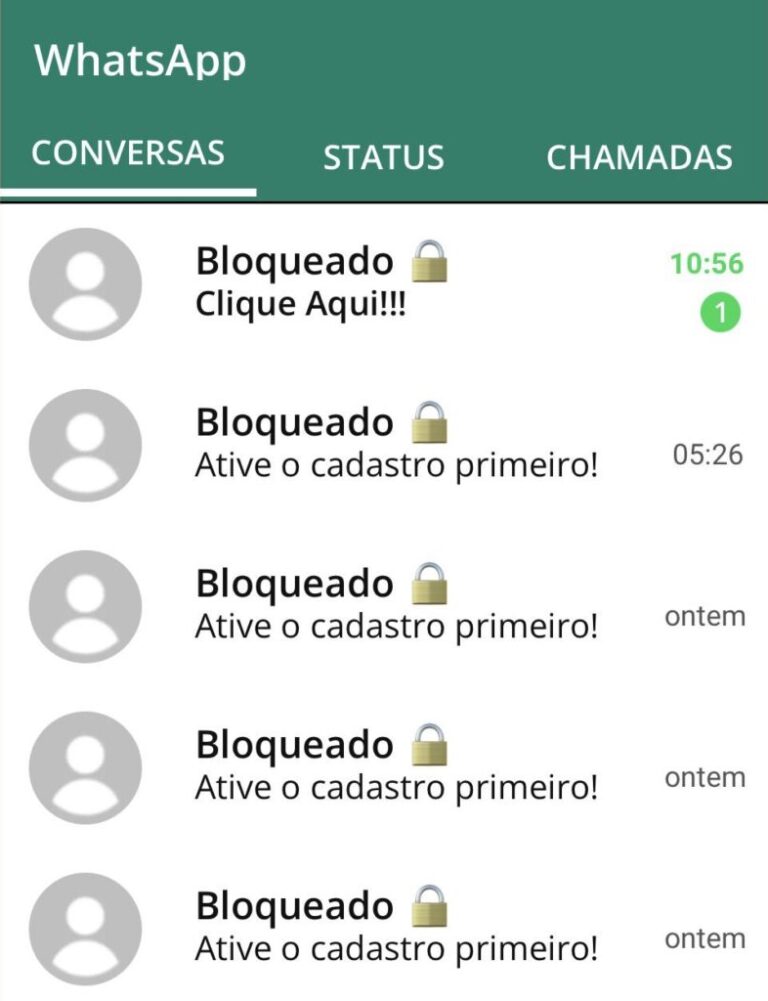 WhatsApp
CONVERSAS STATUS CHAMADAS
Bloqueado 🔒 10:56
Clique Aqui!!! 1
Bloqueado 🔒
Ative o cadastro primeiro! 05:26
Bloqueado 🔒
Ative o cadastro primeiro! ontem
Bloqueado 🔒
Ative o cadastro primeiro! ontem
Bloqueado 🔒
Ative o cadastro primeiro! ontem